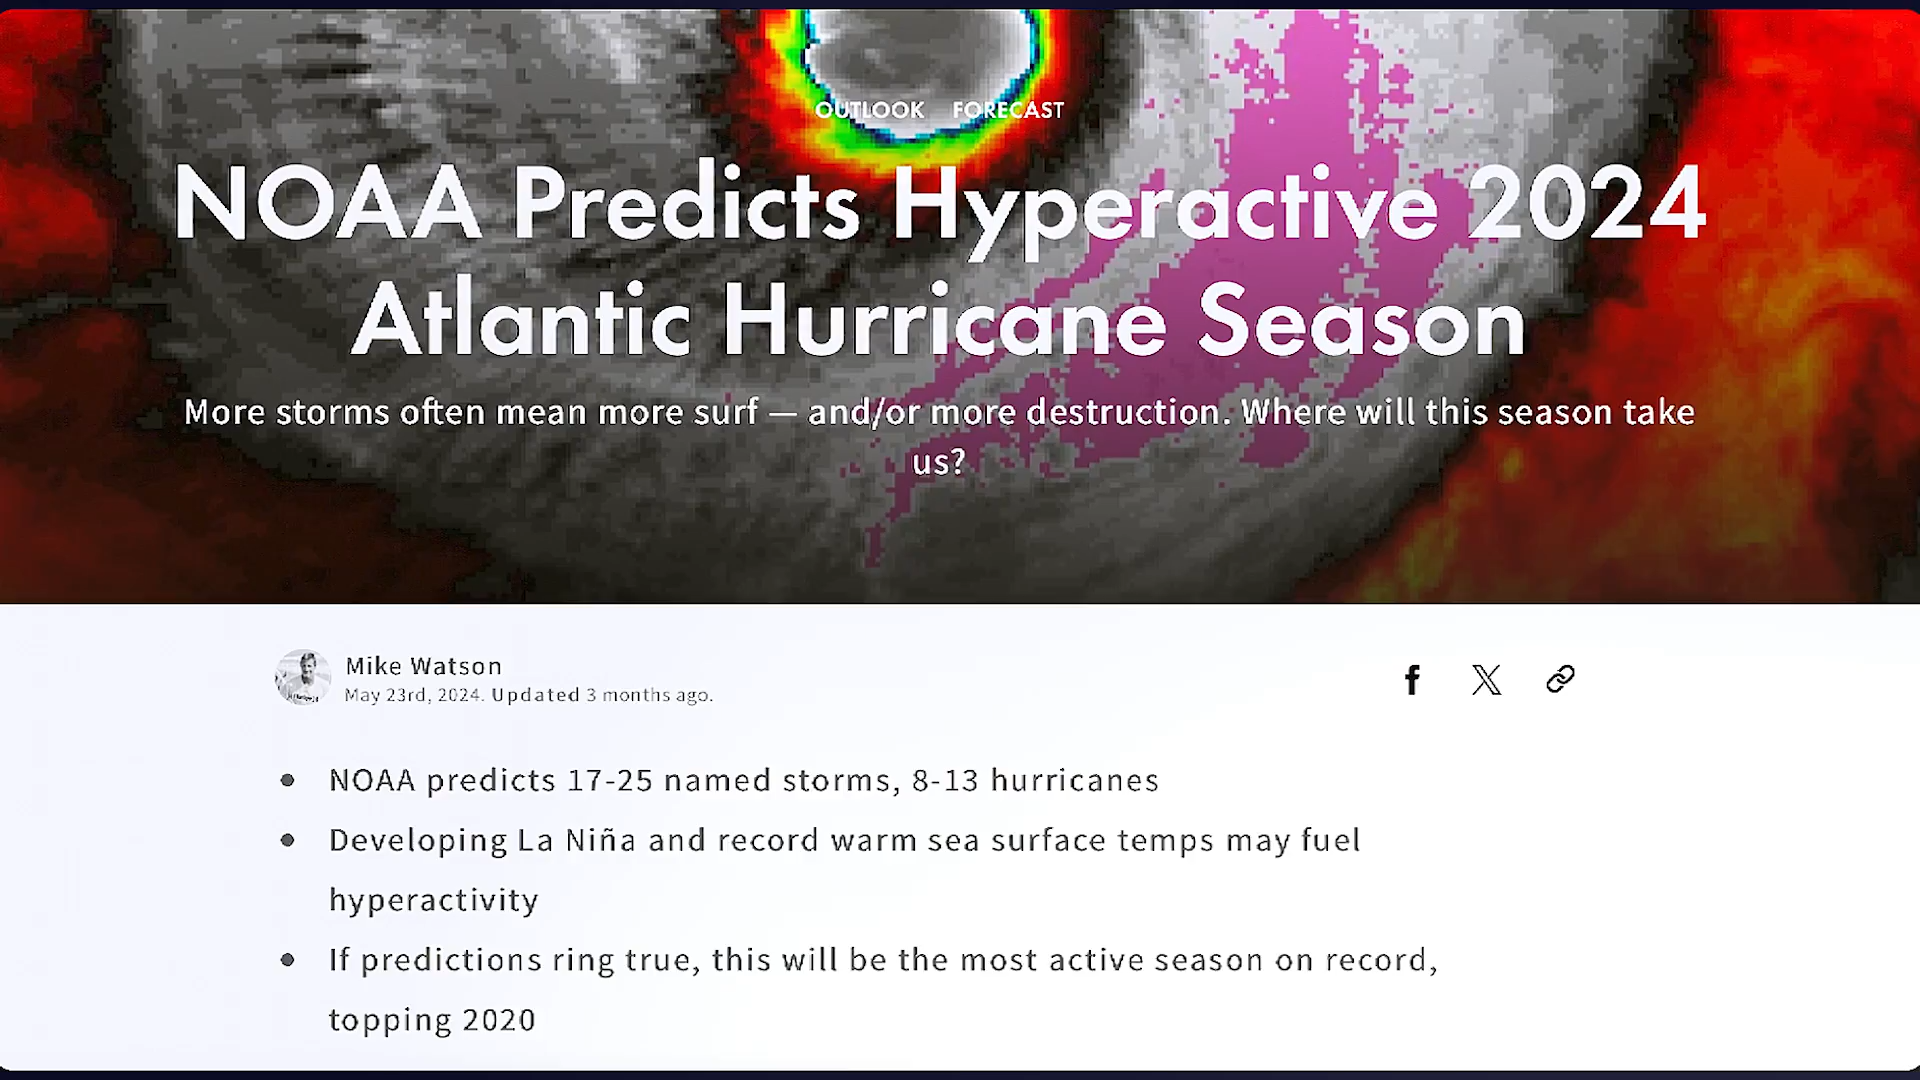 OUTLOOK FORECAST
NOAA Predicts Hyperactive 2024
Atlantic Hurricane Season
More storms often mean more surf — and/or more destruction. Where will this season take
us?
Mike Watson
May 23rd, 2024. Updated 3 months ago.
NOAA predicts 17-25 named storms, 8-13 hurricanes
Developing La Niña and record warm sea surface temps may fuel
hyperactivity
If predictions ring true, this will be the most active season on record,
topping 2020